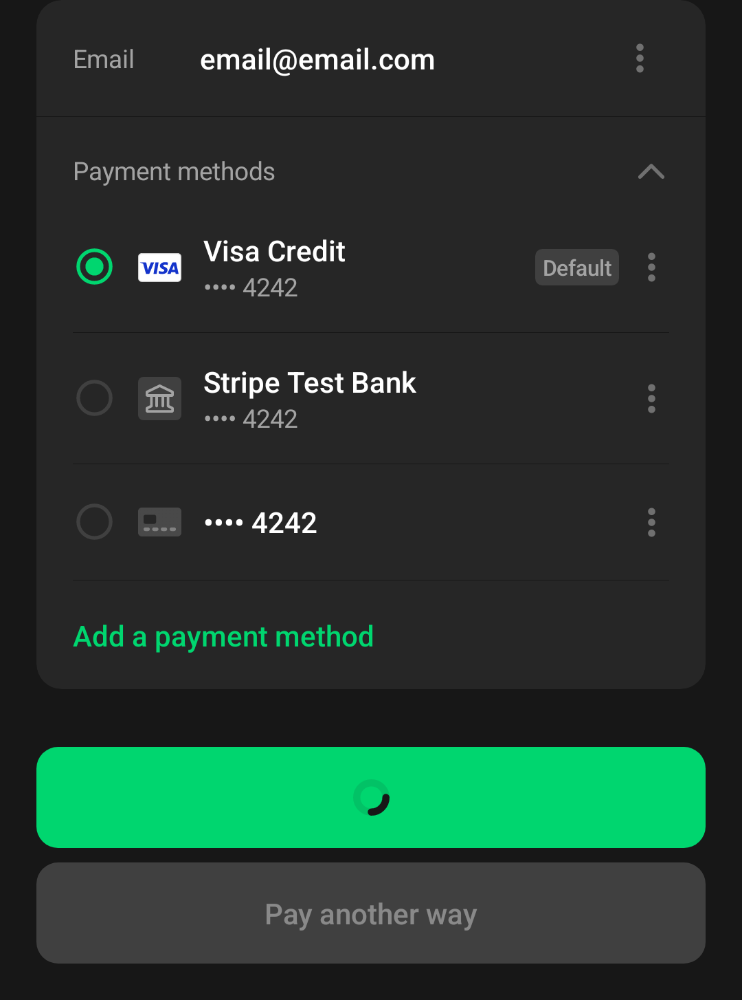 Email email@email.com
Payment methods
VISA Visa Credit
•••• 4242
Default
Stripe Test Bank
•••• 4242
•••• 4242
Add a payment method
Pay another way